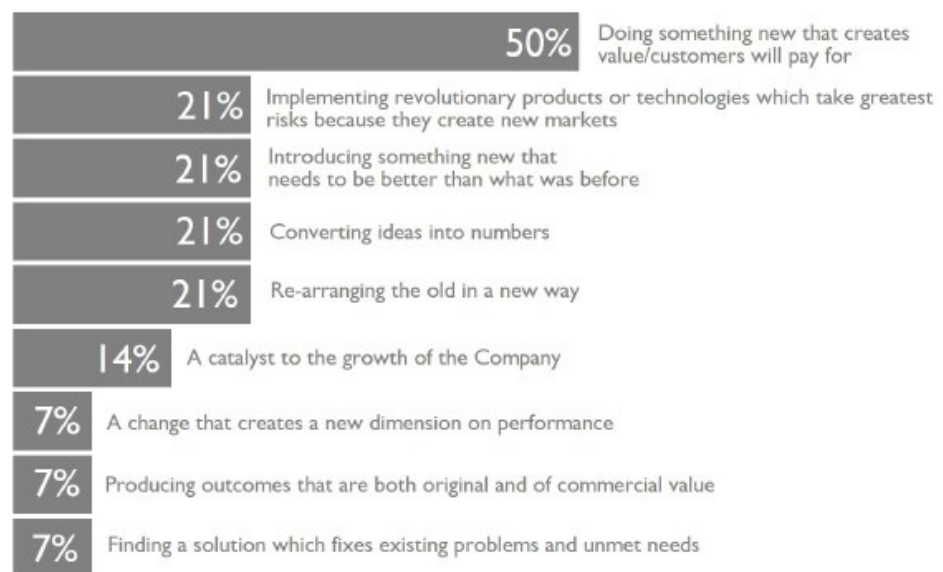 50% Doing something new that creates
value/customers will pay for
21% Implementing revolutionary products or technologies which take greatest
risks because they create new markets
21% Introducing something new that
needs to be better than what was before
21% Converting ideas into numbers
21% Re-arranging the old in a new way
14% A catalyst to the growth of the Company
7% A change that creates a new dimension on performance
7% Producing outcomes that are both original and of commercial value
7% Finding a solution which fixes existing problems and unmet needs